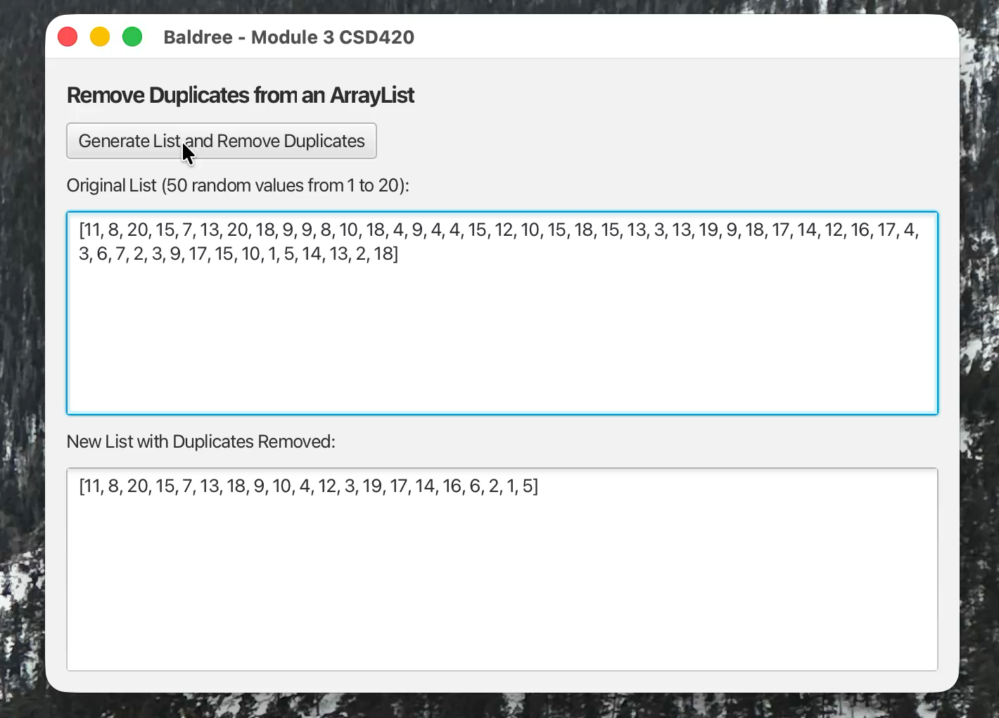 Baldree - Module 3 CSD420
Remove Duplicates from an ArrayList
Generate List and Remove Duplicates
Original List (50 random values from 1 to 20):
[11, 8, 20, 15, 7, 13, 20, 18, 9, 9, 8, 10, 18, 4, 9, 4, 4, 15, 12, 10, 15, 18, 15, 13, 3, 13, 19, 9, 18, 17, 14, 12, 16, 17, 4,
3, 6, 7, 2, 3, 9, 17, 15, 10, 1, 5, 14, 13, 2, 18]
New List with Duplicates Removed:
[11, 8, 20, 15, 7, 13, 18, 9, 10, 4, 12, 3, 19, 17, 14, 16, 6, 2, 1, 5]